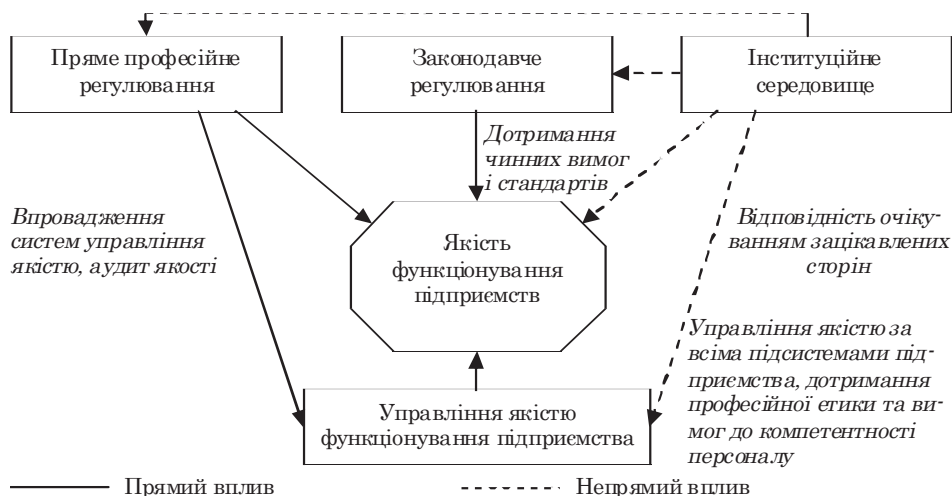 Пряме професійне
регулювання
Законодавче
регулювання
Інституційне
середовище
Дотримання
чинних вимог
і стандартів
Впровадження
систем управління
якістю, аудит якості
Якість
функціонування
підприємств
Відповідність очіку-
ванням зацікавлених
сторін
Управління якістю за
всіма підсистемами під-
приємства, дотримання
професійної етики та ви-
мог до компетентності
персоналу
Управління якістю
функціонування підприємства
Прямий вплив
Непрямий вплив